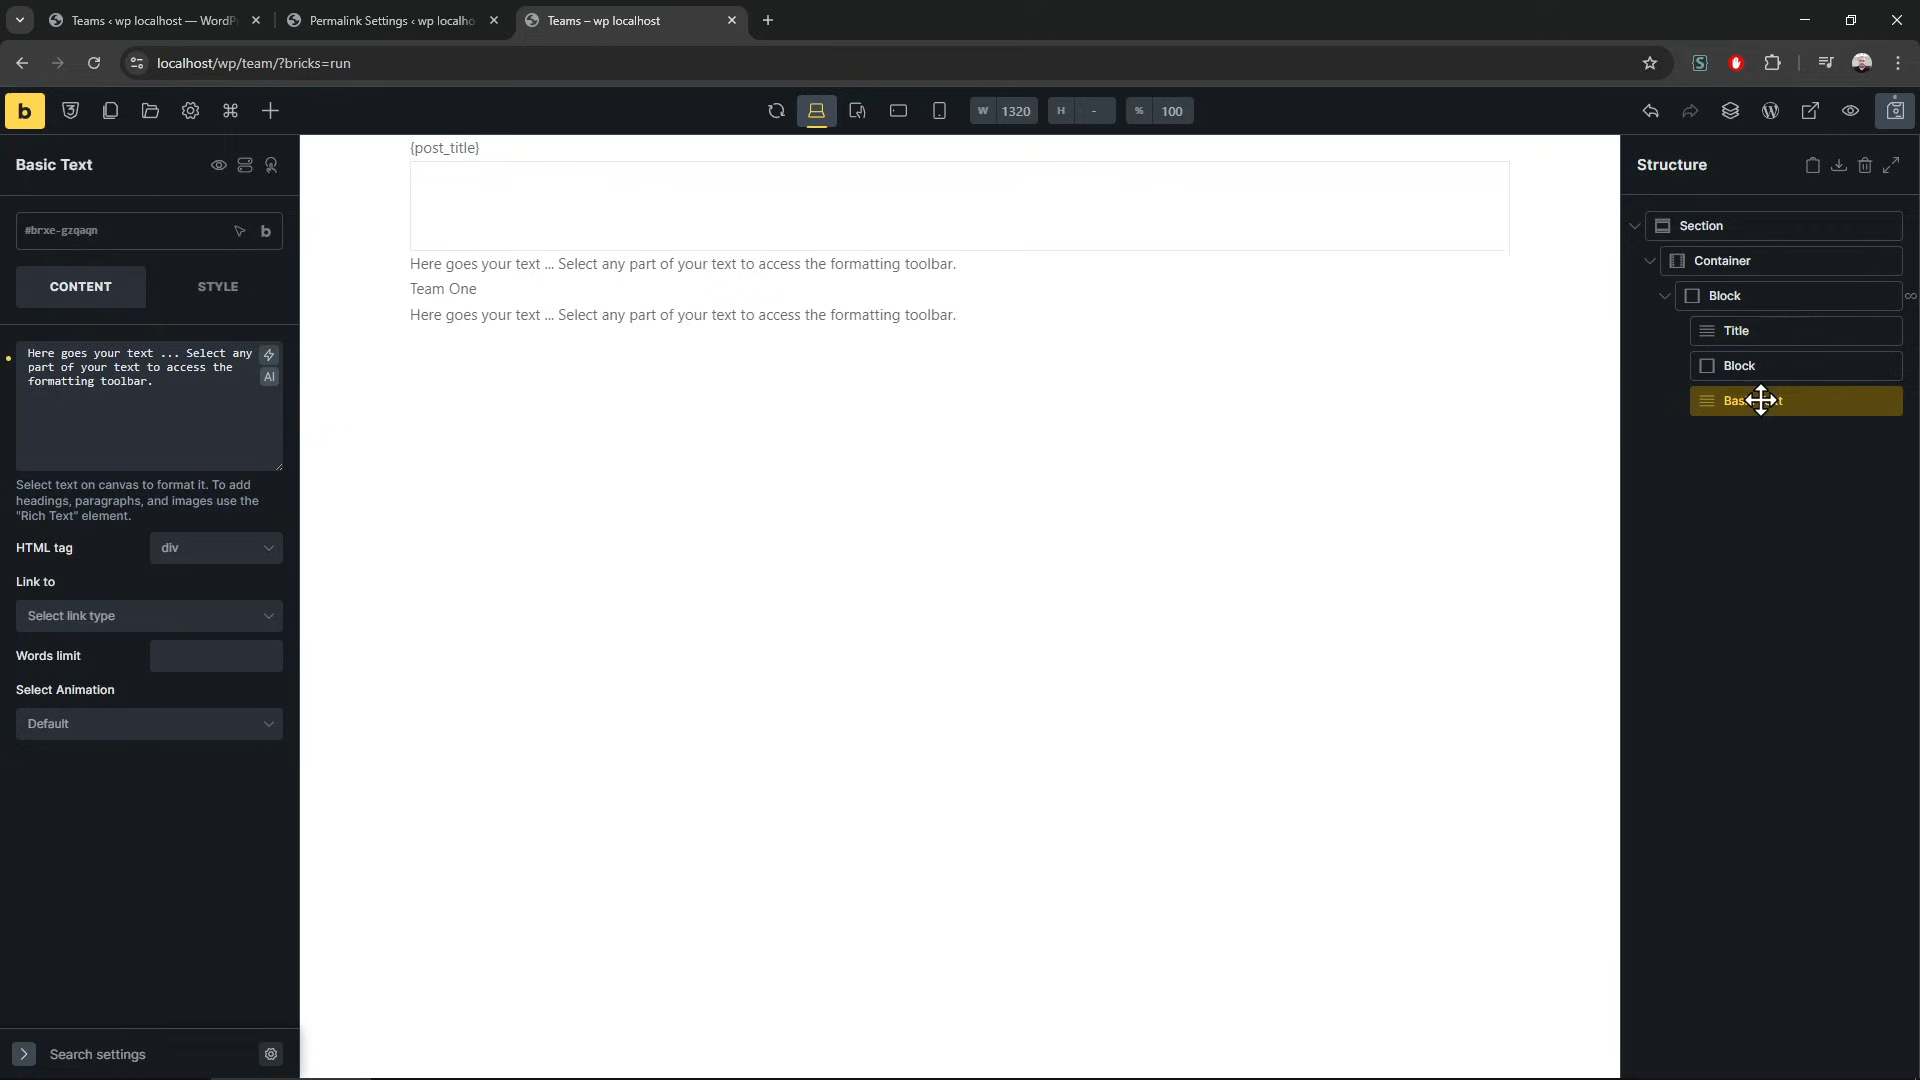 Teams ‹ wp localhost — WordP
Permalink Settings ‹ wp localho
Teams – wp localhost
localhost/wp/team/?bricks=run
b
W 1320
H -
% 100
Basic Text
#brxe-gzqaqn
b
CONTENT
STYLE
Here goes your text ... Select any
part of your text to access the
formatting toolbar.
AI
Select text on canvas to format it. To add
headings, paragraphs, and images use the
"Rich Text" element.
HTML tag
div
Link to
Select link type
Words limit
Select Animation
Default
Search settings
{post_title}
Here goes your text ... Select any part of your text to access the formatting toolbar.
Team One
Here goes your text ... Select any part of your text to access the formatting toolbar.
Structure
Section
Container
Block
Title
Block